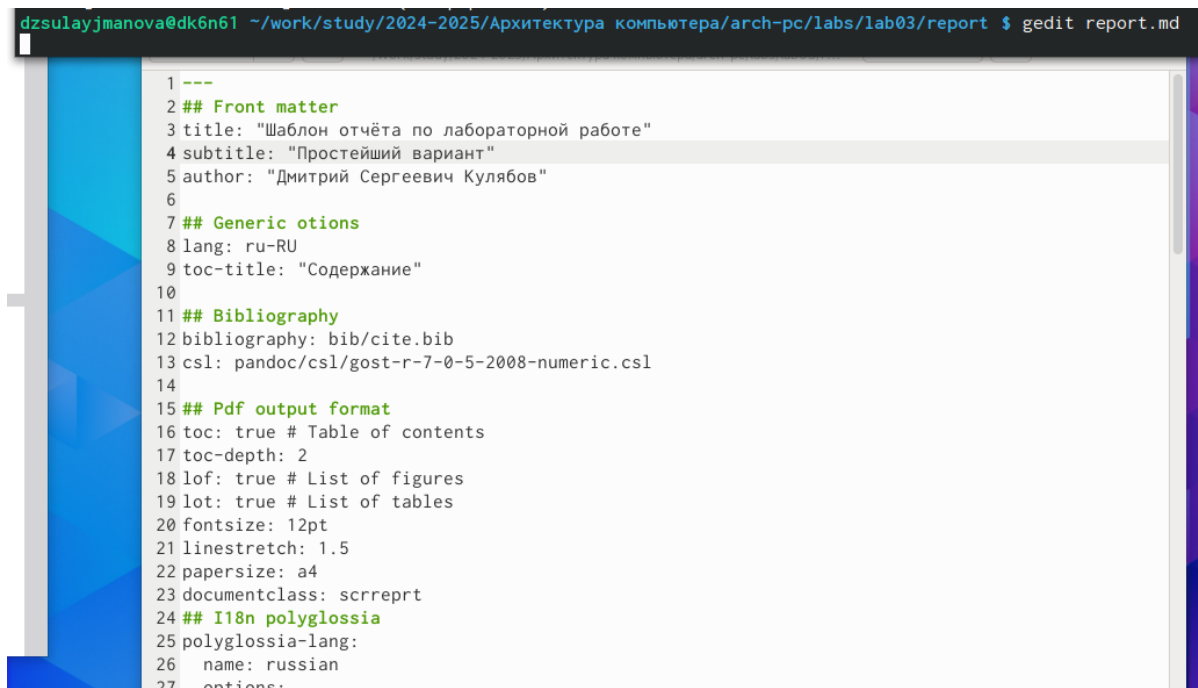 dzsulayjmanova@dk6n61 ~/work/study/2024-2025/Архитектура компьютера/arch-pc/labs/lab03/report $ gedit report.md
1 ---
2 ## Front matter
3 title: "Шаблон отчёта по лабораторной работе"
4 subtitle: "Простейший вариант"
5 author: "Дмитрий Сергеевич Кулябов"
6
7 ## Generic otions
8 lang: ru-RU
9 toc-title: "Содержание"
10
11 ## Bibliography
12 bibliography: bib/cite.bib
13 csl: pandoc/csl/gost-r-7-0-5-2008-numeric.csl
14
15 ## Pdf output format
16 toc: true # Table of contents
17 toc-depth: 2
18 lof: true # List of figures
19 lot: true # List of tables
20 fontsize: 12pt
21 linestretch: 1.5
22 papersize: a4
23 documentclass: scrreprt
24 ## I18n polyglossia
25 polyglossia-lang:
26   name: russian
27   options: